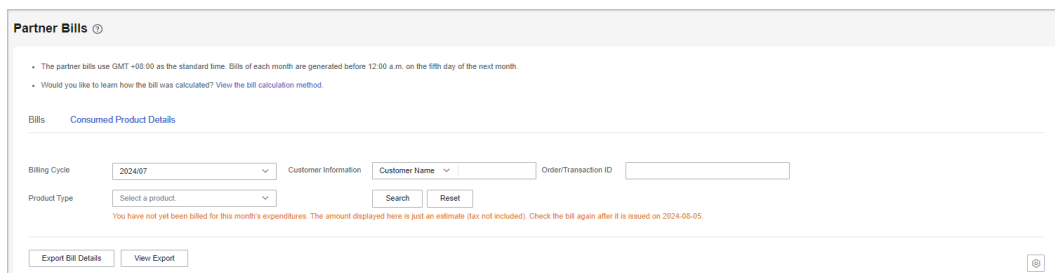 Partner Bills
The partner bills use GMT +08:00 as the standard time. Bills of each month are generated before 12:00 a.m. on the fifth day of the next month.
Would you like to learn how the bill was calculated? View the bill calculation method.
Bills Consumed Product Details
Billing Cycle 2024/07 Customer Information Customer Name Order/Transaction ID
Product Type Select a product. Search Reset
You have not yet been billed for this month's expenditures. The amount displayed here is just an estimate (tax not included). Check the bill again after it is issued on 2024-08-05.
Export Bill Details View Export